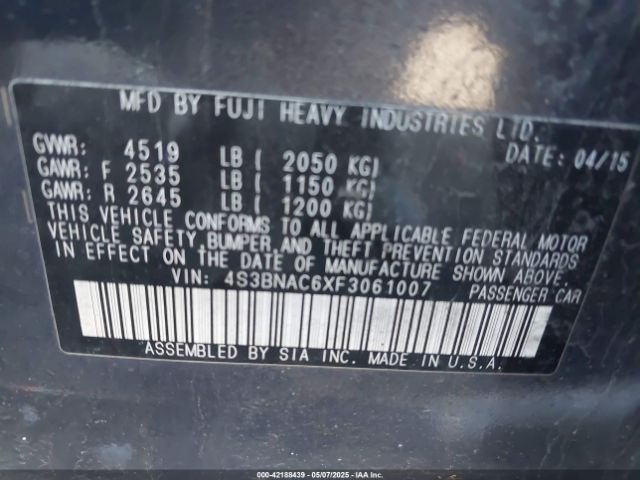 MFD BY FUJI HEAVY INDUSTRIES LTD.
GVWR: 4519 LB ( 2050 KG) DATE: 04/15
GAWR: F 2535 LB ( 1150 KG)
GAWR: R 2645 LB ( 1200 KG)
THIS VEHICLE CONFORMS TO ALL APPLICABLE FEDERAL MOTOR
VEHICLE SAFETY, BUMPER AND THEFT PREVENTION STANDARDS
IN EFFECT ON THE DATE OF MANUFACTURE SHOWN ABOVE.
VIN: 4S3BNAC6XF3061007 PASSENGER CAR
ASSEMBLED BY SIA INC. MADE IN U.S.A.
000-42188439 - 05/07/2025 - IAA Inc.